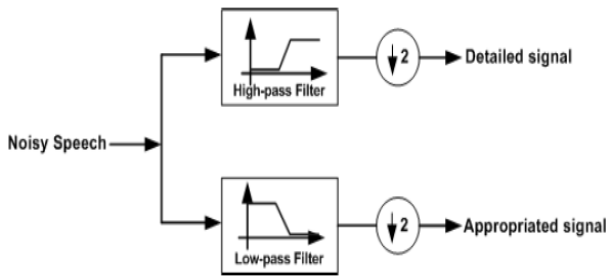 High-pass Filter
↓2
Detailed signal
Noisy Speech
Low-pass Filter
↓2
Appropriated signal